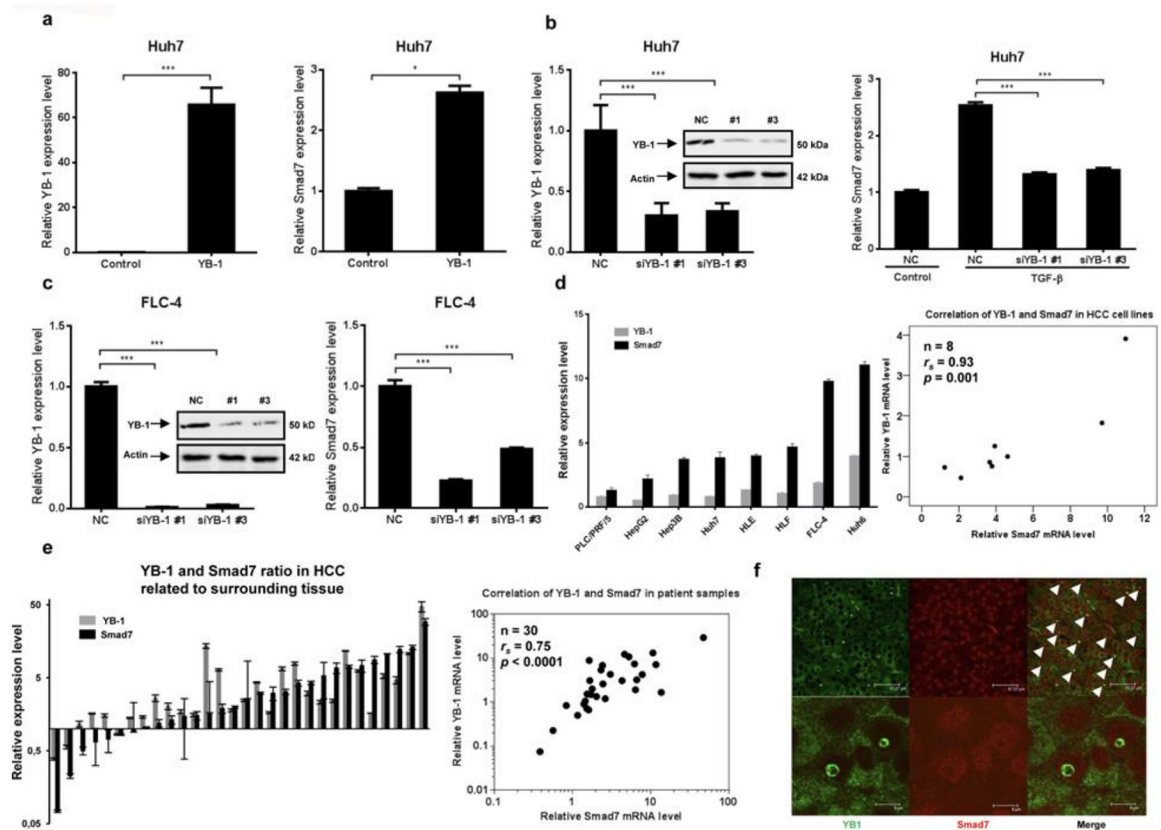 a
Huh7
Relative YB-1 expression level
80
60
40
20
0
***
Control
YB-1
Huh7
Relative Smad7 expression level
3
2
1
0
*
Control
YB-1
b
Huh7
Relative YB-1 expression level
1.5
1.0
0.5
0.0
***
***
NC
#1
#3
YB-1
50 kDa
Actin
42 kDa
NC
siYB-1 #1
siYB-1 #3
Huh7
Relative Smad7 expression level
3
2
1
0
***
***
NC
NC
siYB-1 #1
siYB-1 #3
Control
TGF-β
c
FLC-4
Relative YB-1 expression level
1.5
1.0
0.5
0.0
***
***
NC
#1
#3
YB-1
50 kD
Actin
42 kD
NC
siYB-1 #1
siYB-1 #3
FLC-4
Relative Smad7 expression level
1.5
1.0
0.5
0.0
***
***
NC
siYB-1 #1
siYB-1 #3
d
Relative expression level
15
10
5
0
YB-1
Smad7
PLC/PRF/5
HepG2
Hep3B
Huh7
HLE
HLF
FLC-4
Huh6
Correlation of YB-1 and Smad7 in HCC cell lines
n = 8
rs = 0.93
p = 0.001
Relative YB-1 mRNA level
4
3
2
1
0
0
2
4
6
8
10
12
Relative Smad7 mRNA level
e
YB-1 and Smad7 ratio in HCC
related to surrounding tissue
Relative expression level
50
5
0,5
0,05
YB-1
Smad7
Correlation of YB-1 and Smad7 in patient samples
n = 30
rs = 0.75
p < 0.0001
Relative YB-1 mRNA level
100
10
1
0.1
0.01
0.1
1
10
100
Relative Smad7 mRNA level
f
YB1
Smad7
Merge